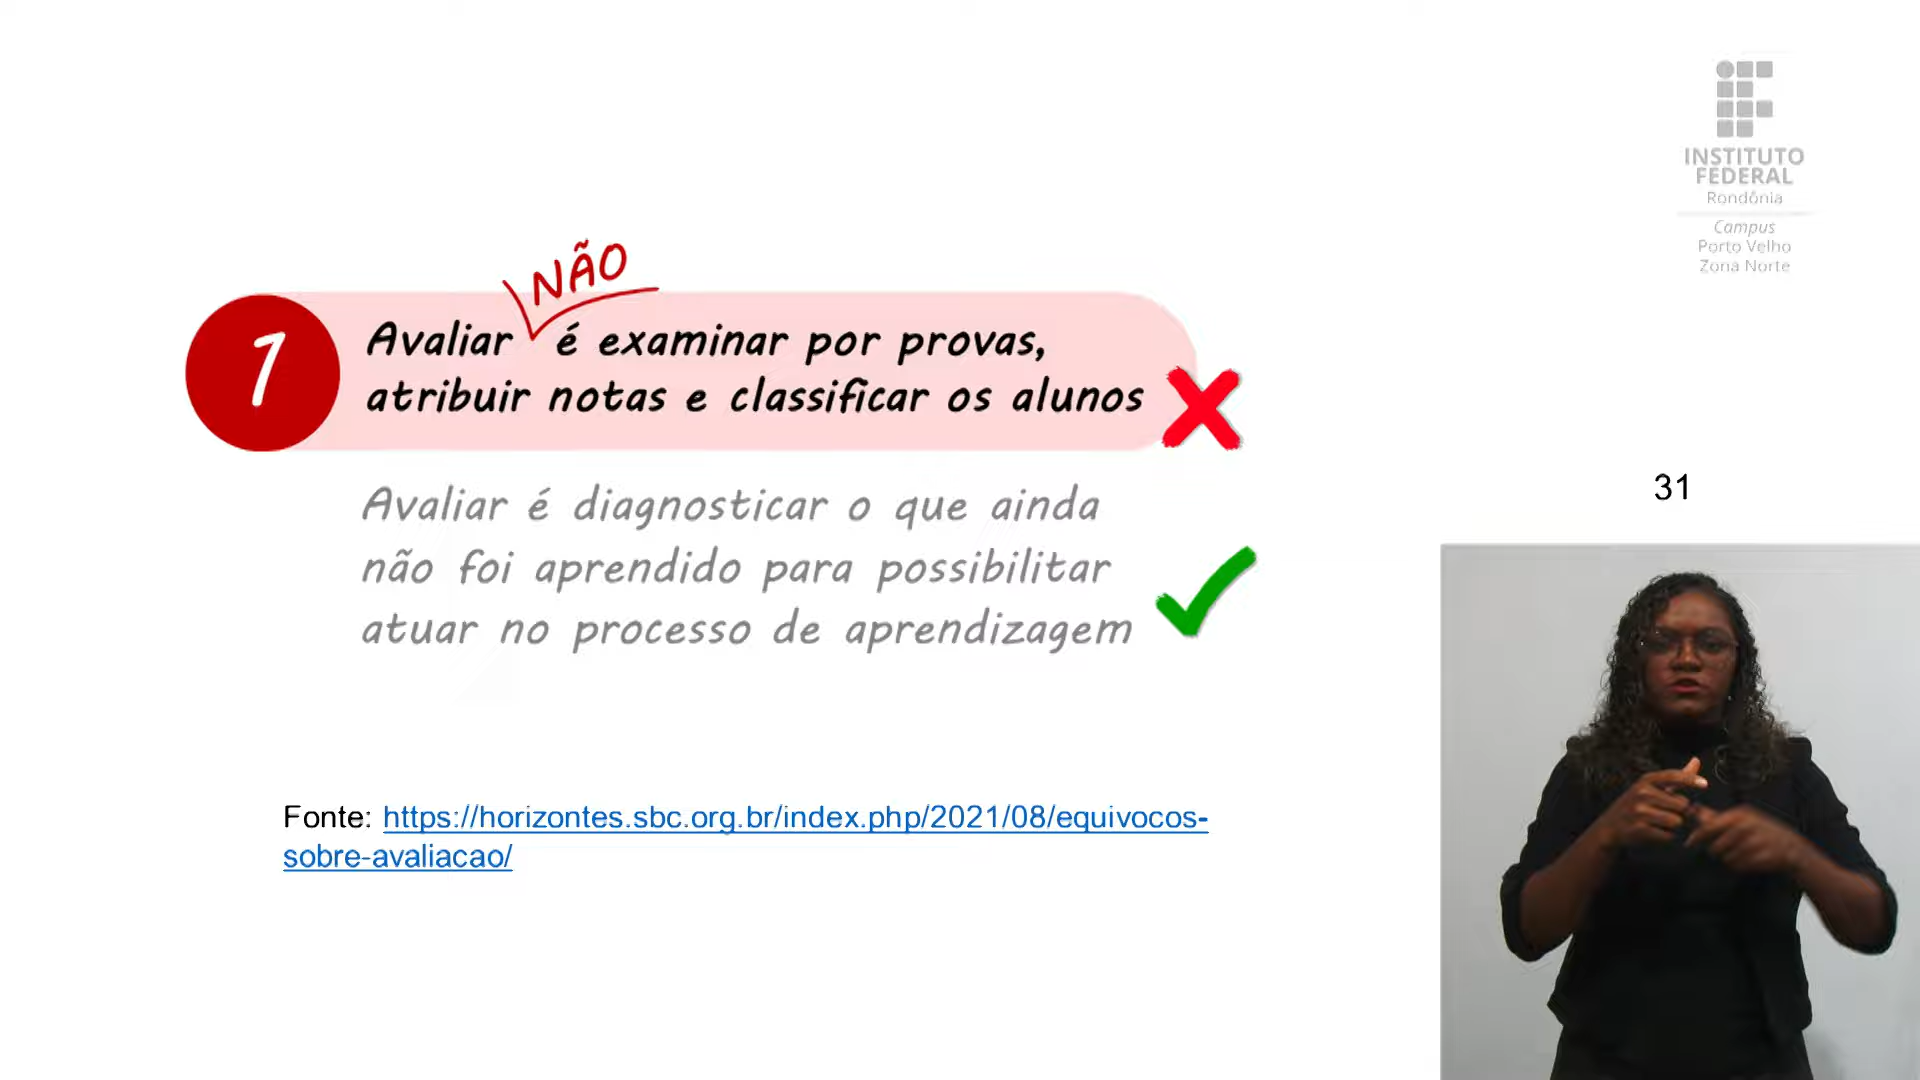 INSTITUTO
FEDERAL
Rondônia
Campus
Porto Velho
Zona Norte
NÃO
1
Avaliar é examinar por provas,
atribuir notas e classificar os alunos
Avaliar é diagnosticar o que ainda
não foi aprendido para possibilitar
atuar no processo de aprendizagem
31
Fonte: https://horizontes.sbc.org.br/index.php/2021/08/equivocos-
sobre-avaliacao/